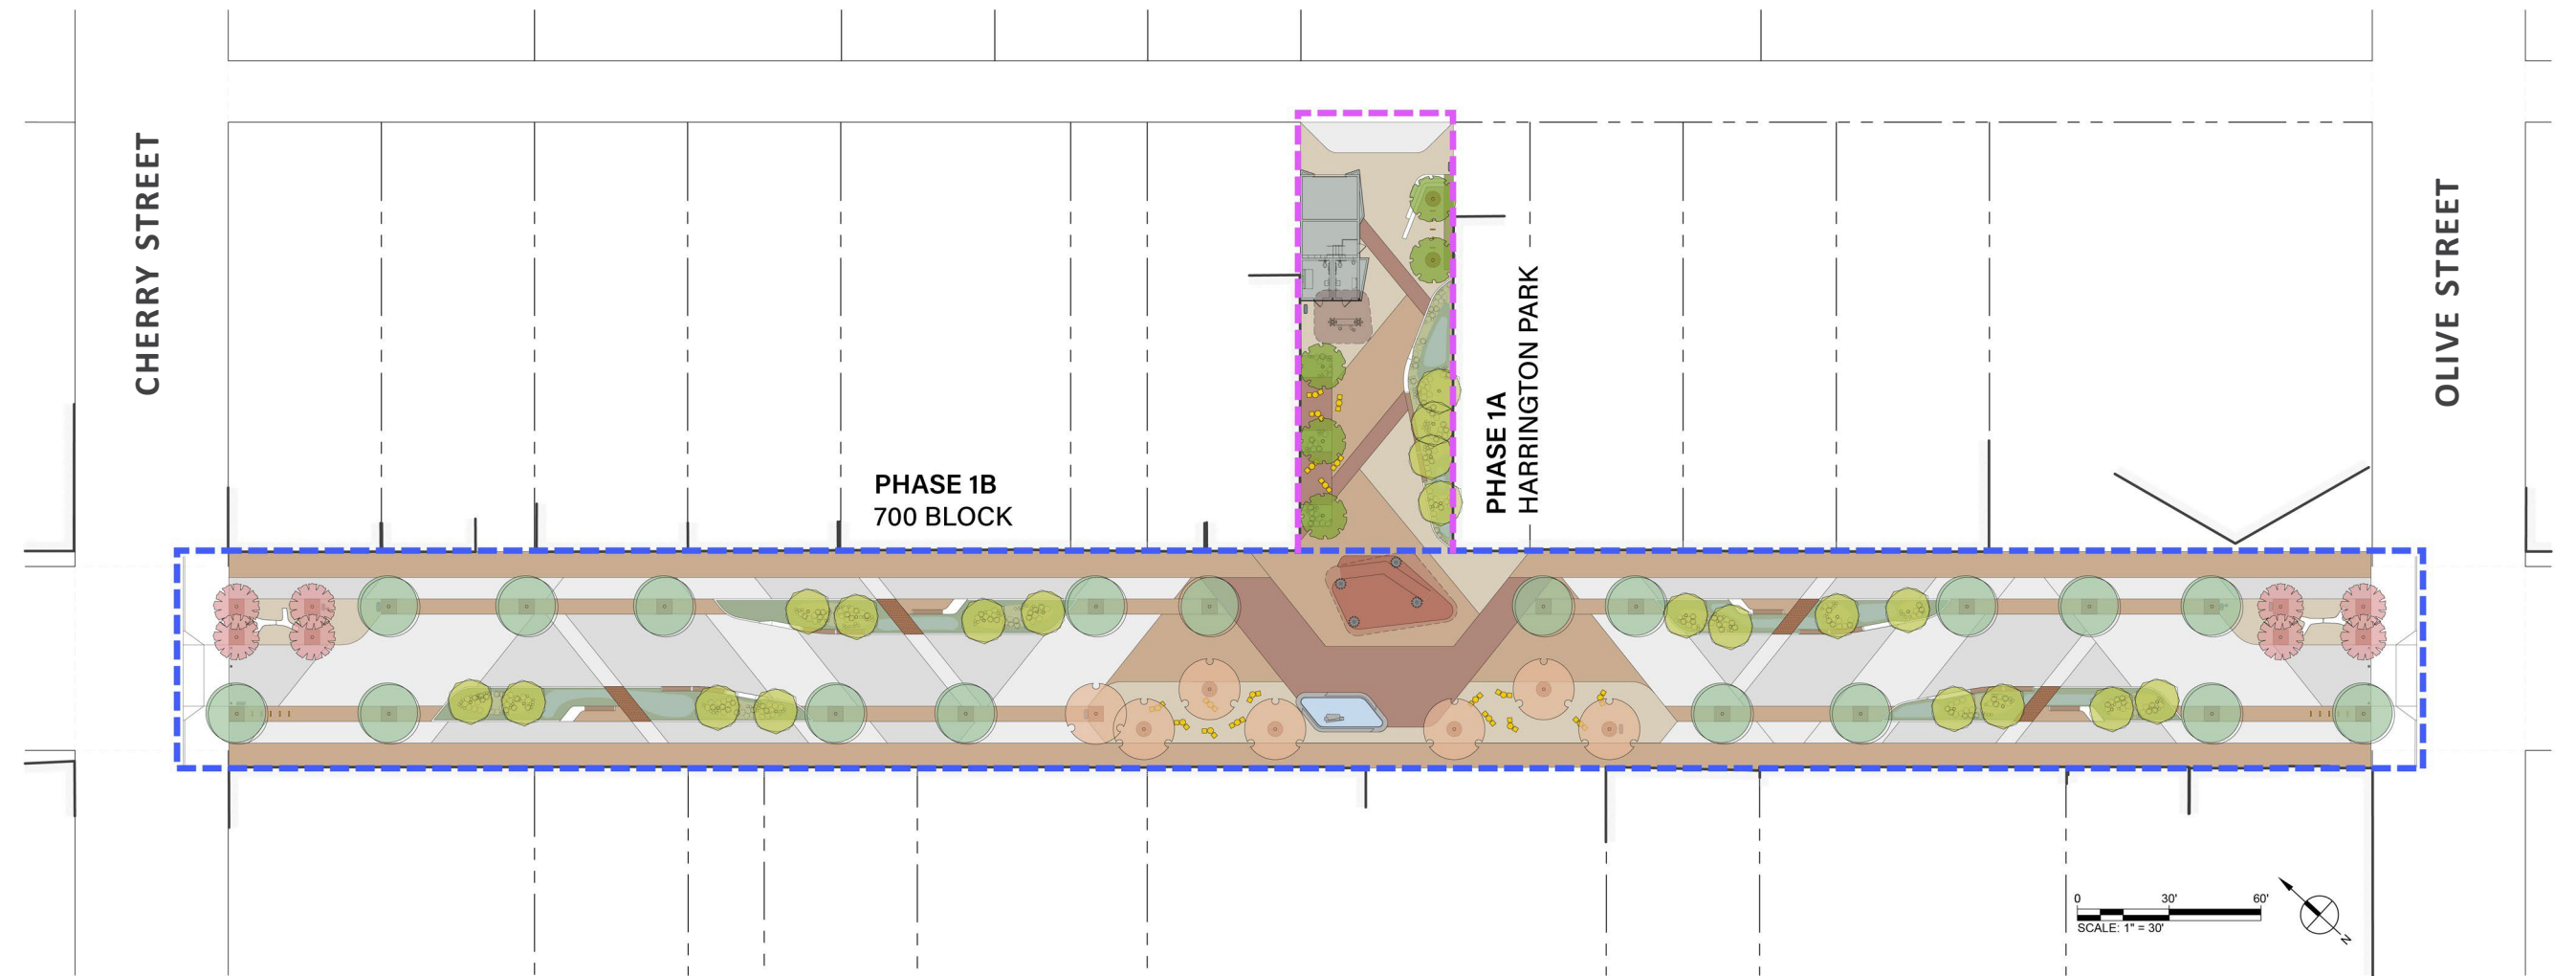 CHERRY STREET
OLIVE STREET
PHASE 1A
HARRINGTON PARK
PHASE 1B
700 BLOCK
0 30' 60'
SCALE: 1" = 30'
N